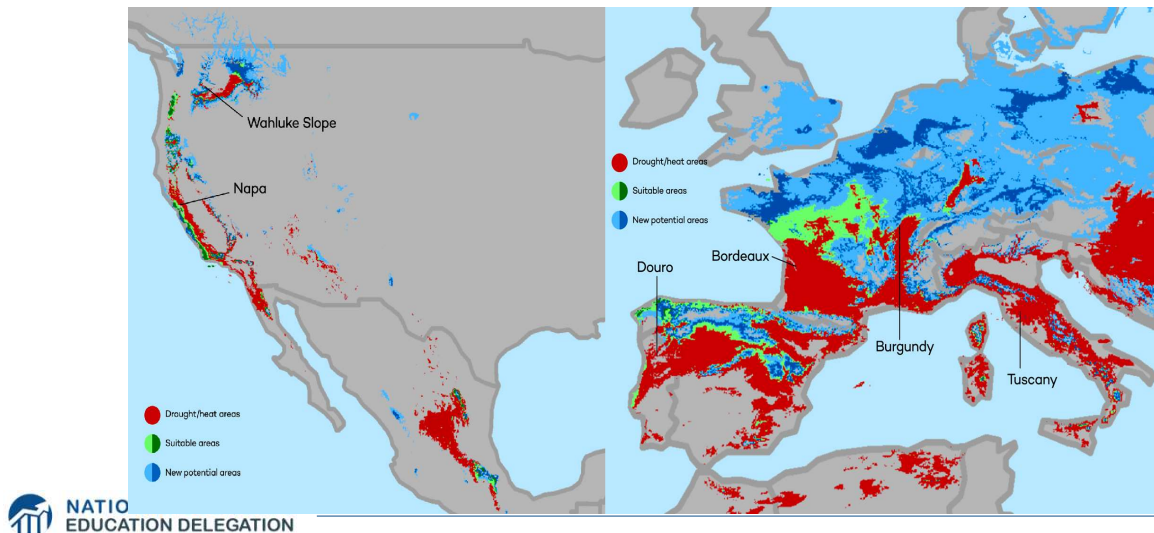 Wahluke Slope
Napa
Drought/heat areas
Suitable areas
New potential areas
Drought/heat areas
Suitable areas
New potential areas
Bordeaux
Douro
Burgundy
Tuscany
NATIO
EDUCATION DELEGATION